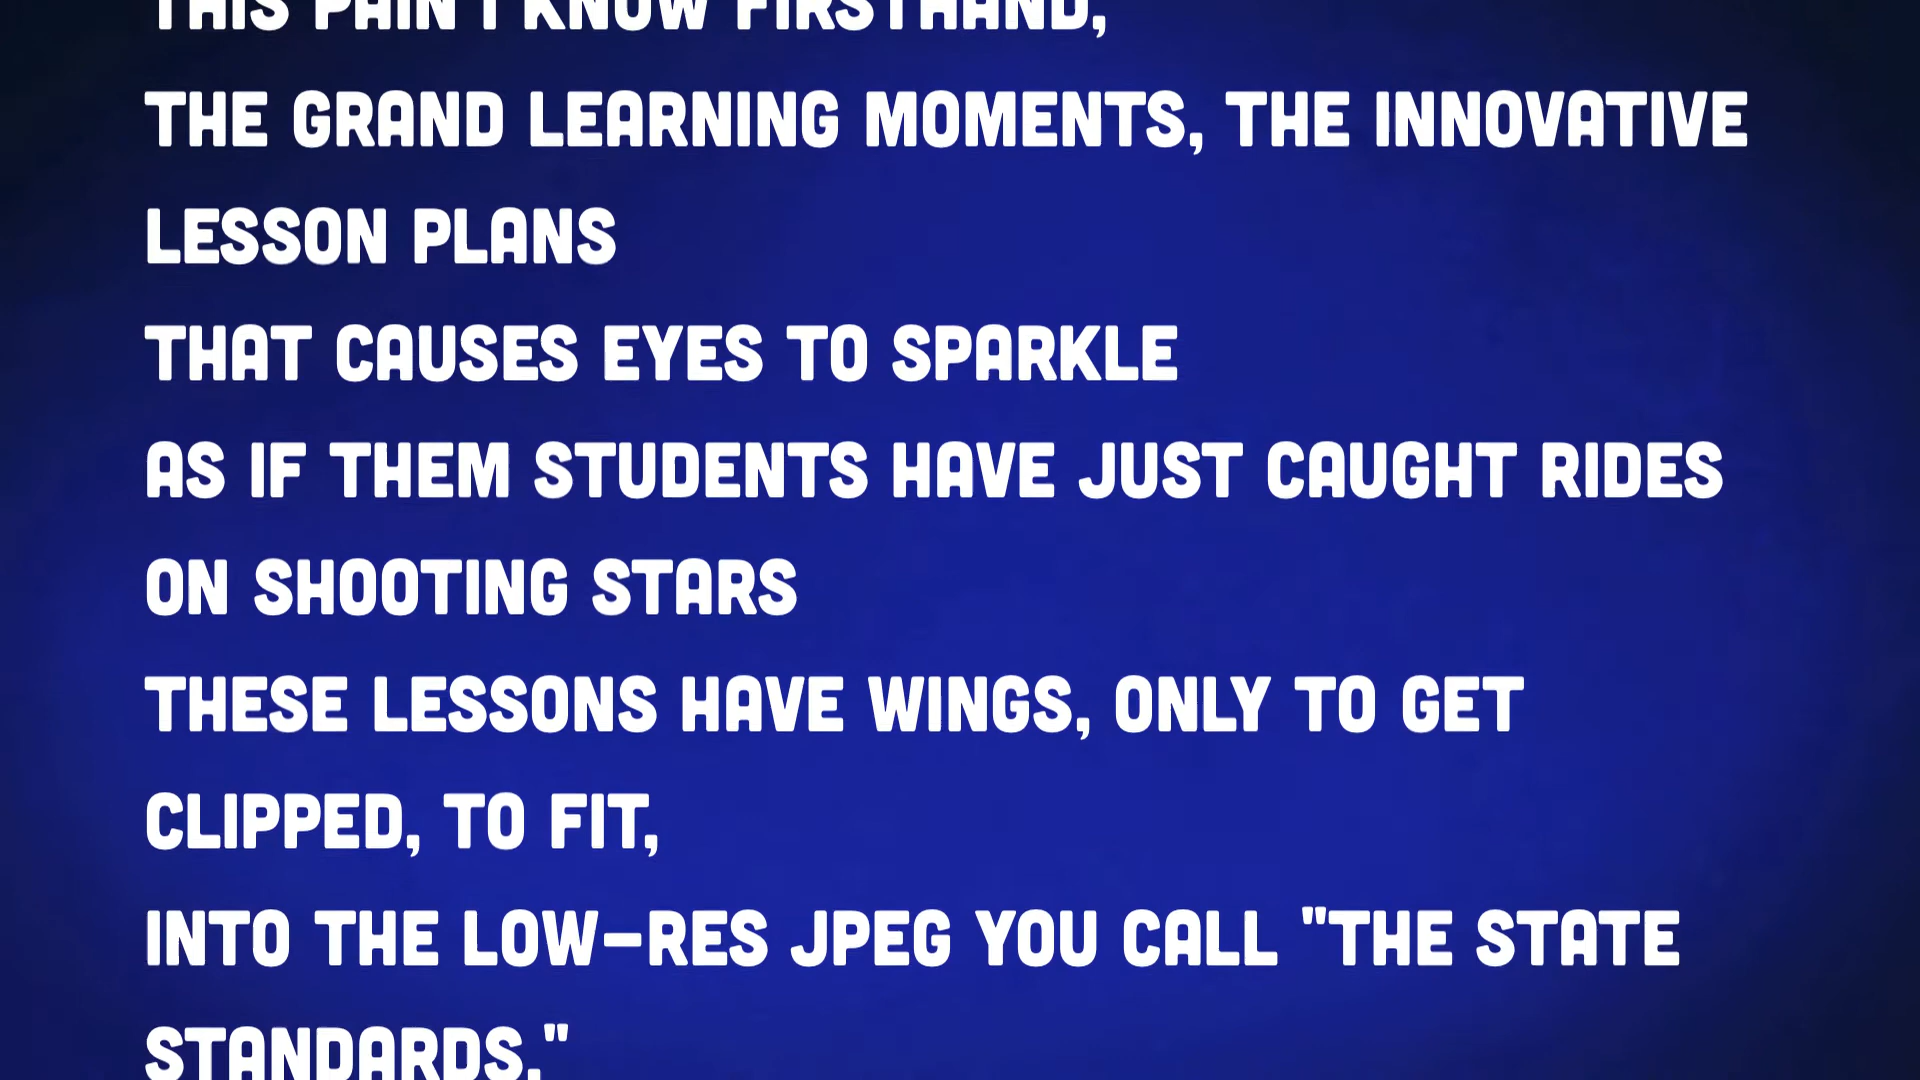 THIS PAIN I KNOW FIRSTHAND,
THE GRAND LEARNING MOMENTS, THE INNOVATIVE
LESSON PLANS
THAT CAUSES EYES TO SPARKLE
AS IF THEM STUDENTS HAVE JUST CAUGHT RIDES
ON SHOOTING STARS
THESE LESSONS HAVE WINGS, ONLY TO GET
CLIPPED, TO FIT,
INTO THE LOW-RES JPEG YOU CALL "THE STATE
STANDARDS."